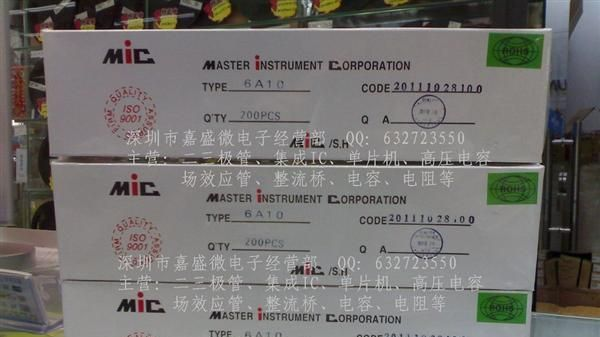 MIC
MASTER INSTRUMENT CORPORATION
ROHS
TYPE 6A10 CODE 20111028100
ISO 9001
Q'TY 200PCS Q A
深圳市嘉盛微电子经营部 QQ: 632723550
MIC /S.H
主营:二三极管、集成IC、单片机、高压电容
场效应管、整流桥、电容、电阻等
MIC
MASTER INSTRUMENT CORPORATION
ROHS
TYPE 6A10 CODE 20111028100
ISO 9001
Q'TY 200PCS Q A
深圳市嘉盛微电子经营部 QQ: 632723550
MIC /S.H
主营:二三极管、集成IC、单片机、高压电容
场效应管、整流桥、电容、电阻等
MIC
MASTER INSTRUMENT CORPORATION
TYPE 6A10 CODE